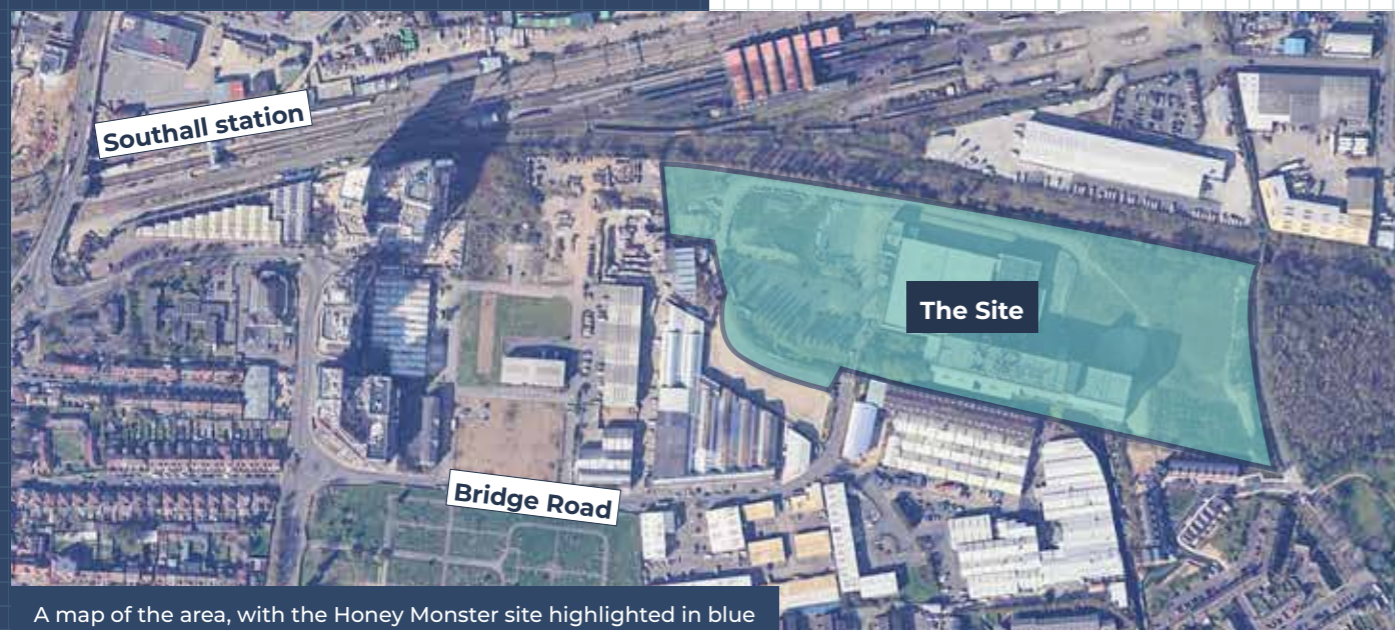 Southall station
The Site
Bridge Road
A map of the area, with the Honey Monster site highlighted in blue